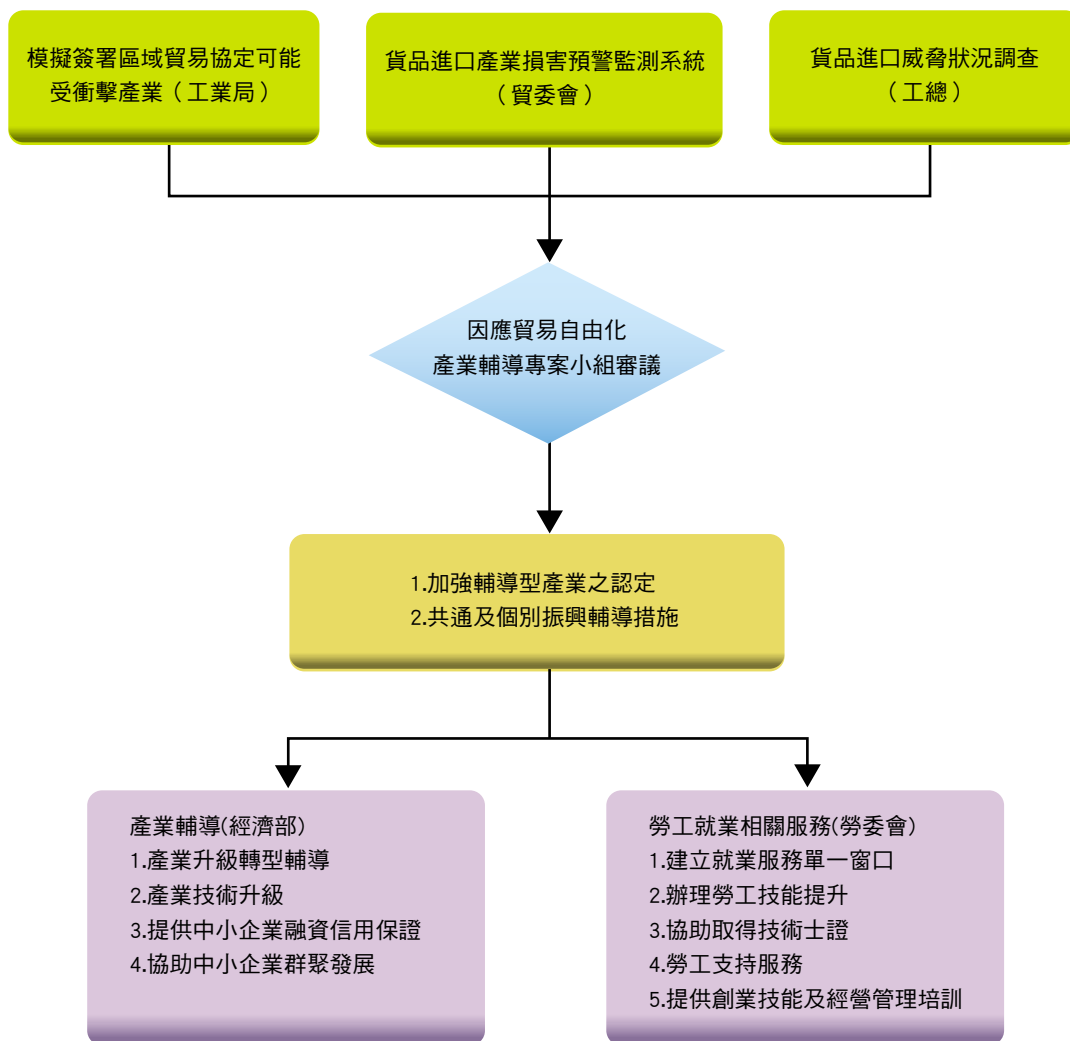 模擬簽署區域貿易協定可能
受衝擊產業（工業局）
貨品進口產業損害預警監測系統
（貿委會）
貨品進口威脅狀況調查
（工總）
因應貿易自由化
產業輔導專案小組審議
1.加強輔導型產業之認定
2.共通及個別振興輔導措施
產業輔導(經濟部)
1.產業升級轉型輔導
2.產業技術升級
3.提供中小企業融資信用保證
4.協助中小企業群聚發展
勞工就業相關服務(勞委會)
1.建立就業服務單一窗口
2.辦理勞工技能提升
3.協助取得技術士證
4.勞工支持服務
5.提供創業技能及經營管理培訓